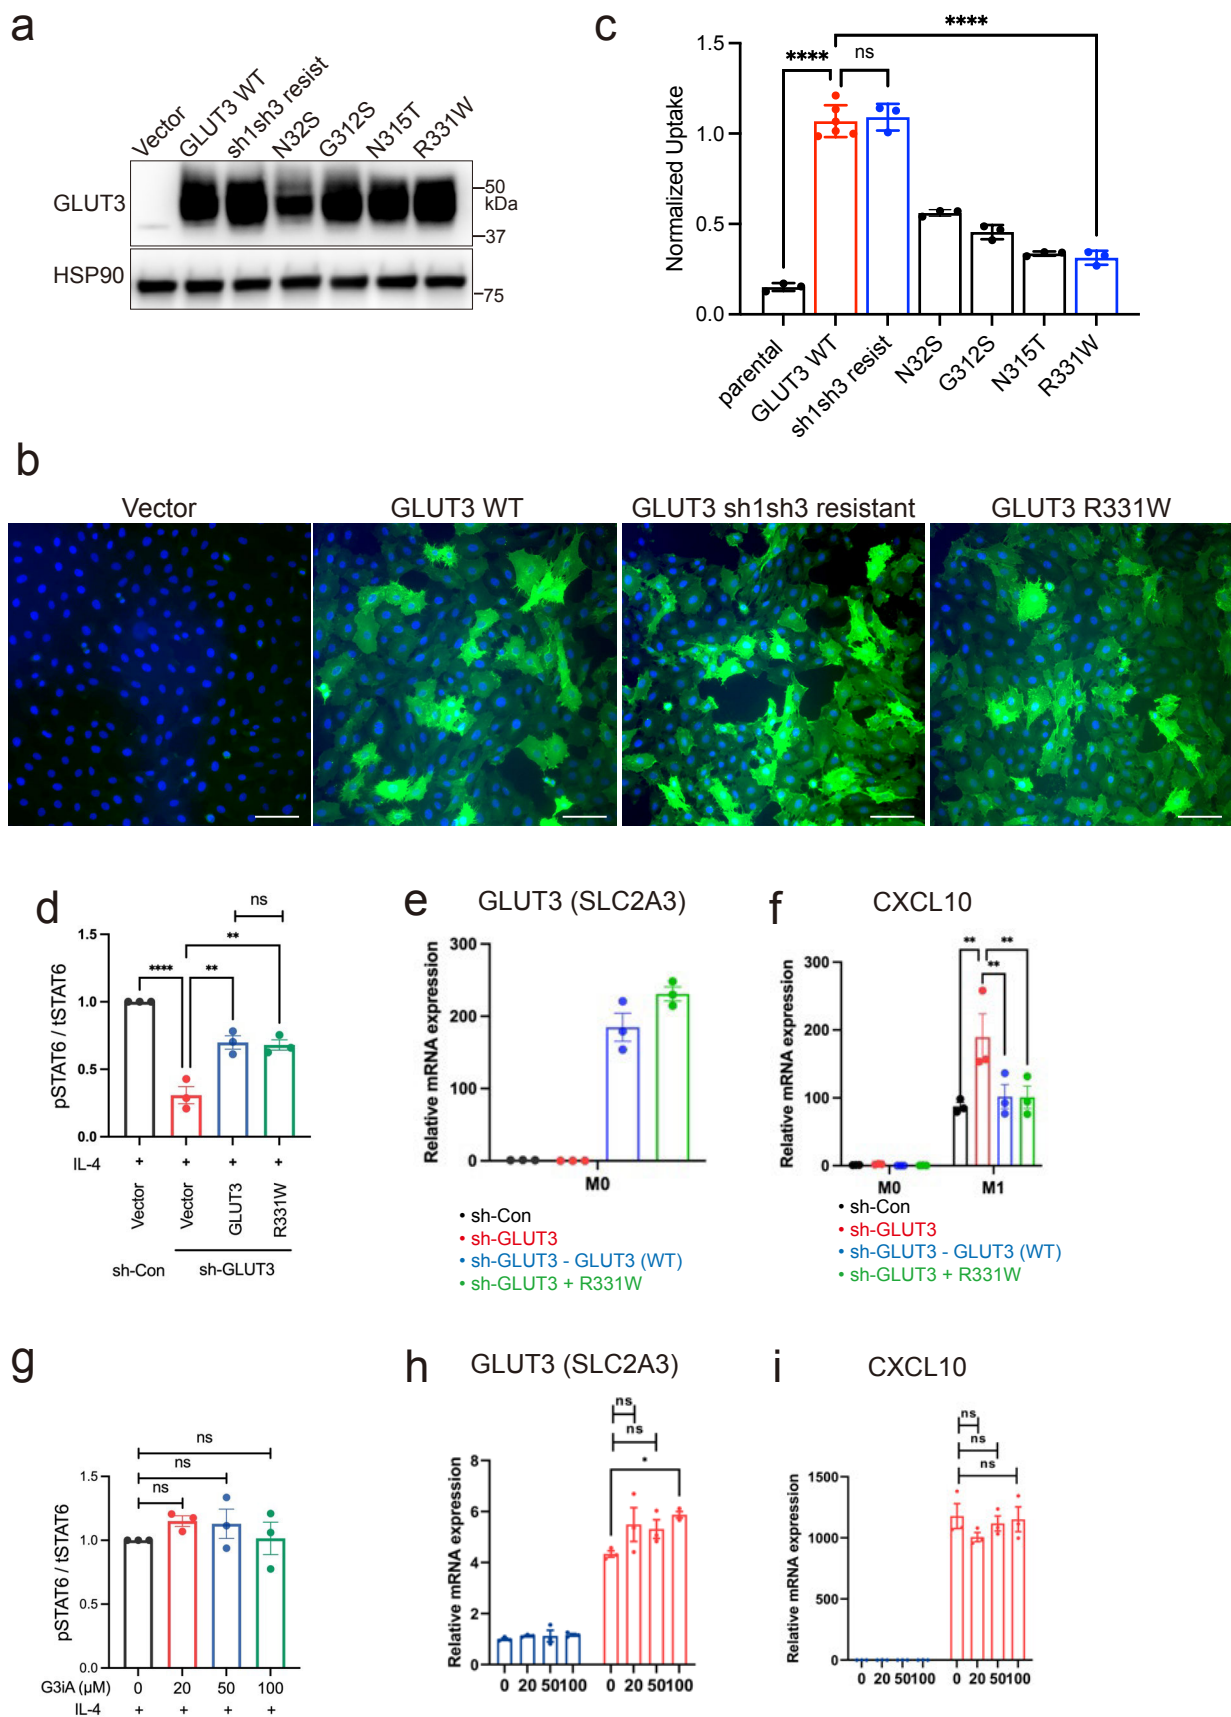 a
Vector
GLUT3 WT
sh1sh3 resist
N32S
G312S
N315T
R331W
GLUT3
50
kDa
37
HSP90
75
c
****
****
ns
1.5
1.0
0.5
0.0
Normalized Uptake
parental
GLUT3 WT
sh1sh3 resist
N32S
G312S
N315T
R331W
b
Vector
GLUT3 WT
GLUT3 sh1sh3 resistant
GLUT3 R331W
d
ns
**
****
**
1.5
1.0
0.5
0.0
pSTAT6 / tSTAT6
IL-4
+
+
+
+
Vector
Vector
GLUT3
R331W
sh-Con
sh-GLUT3
e
GLUT3 (SLC2A3)
300
200
100
0
Relative mRNA expression
M0
• sh-Con
• sh-GLUT3
• sh-GLUT3 - GLUT3 (WT)
• sh-GLUT3 + R331W
f
CXCL10
**
**
**
300
200
100
0
Relative mRNA expression
M0
M1
• sh-Con
• sh-GLUT3
• sh-GLUT3 - GLUT3 (WT)
• sh-GLUT3 + R331W
g
ns
ns
ns
1.5
1.0
0.5
0.0
pSTAT6 / tSTAT6
G3iA (μM) 0 20 50 100
IL-4 + + + +
h
GLUT3 (SLC2A3)
ns
ns
*
8
6
4
2
0
Relative mRNA expression
0 20 50 100 0 20 50 100
i
CXCL10
ns
ns
ns
1500
1000
500
0
Relative mRNA expression
0 20 50 100 0 20 50 100